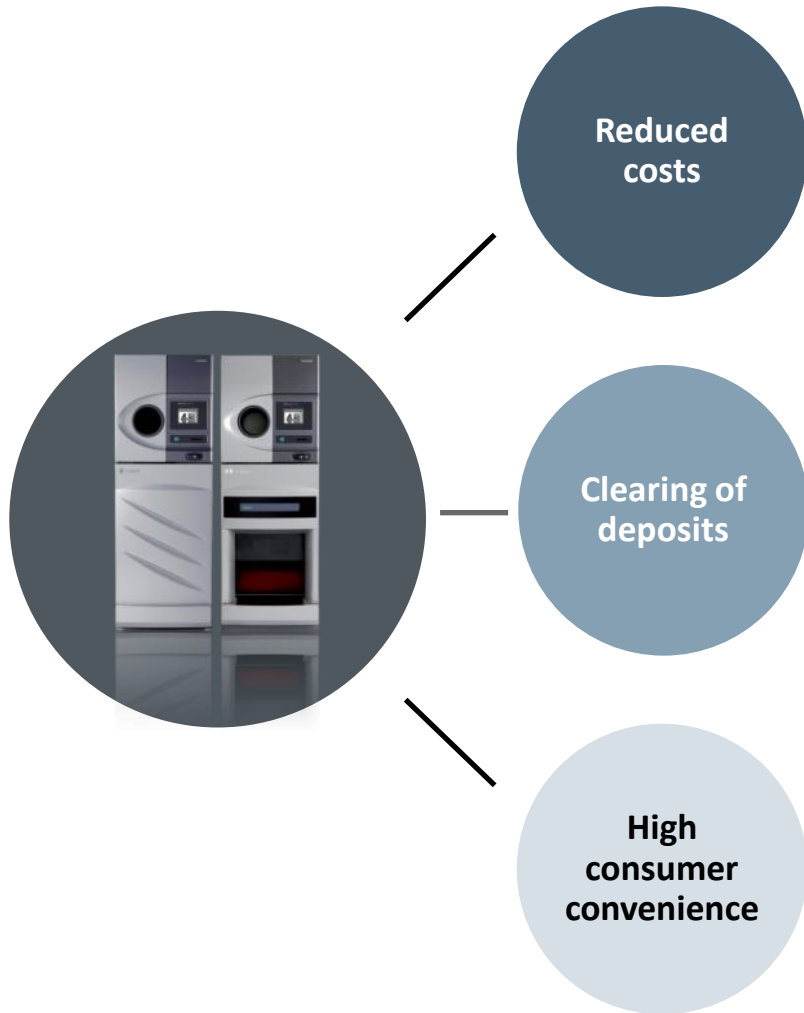 Reduced
costs
Clearing of
deposits
High
consumer
convenience